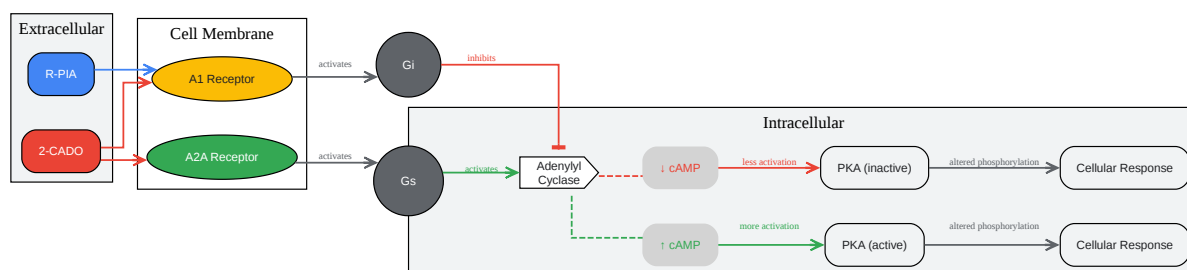 Extracellular
Cell Membrane
R-PIA
A1 Receptor
activates
Gi
inhibits
2-CADO
A2A Receptor
activates
Gs
Intracellular
activates
Adenylyl
Cyclase
↓ cAMP
less activation
PKA (inactive)
altered phosphorylation
Cellular Response
↑ cAMP
more activation
PKA (active)
altered phosphorylation
Cellular Response